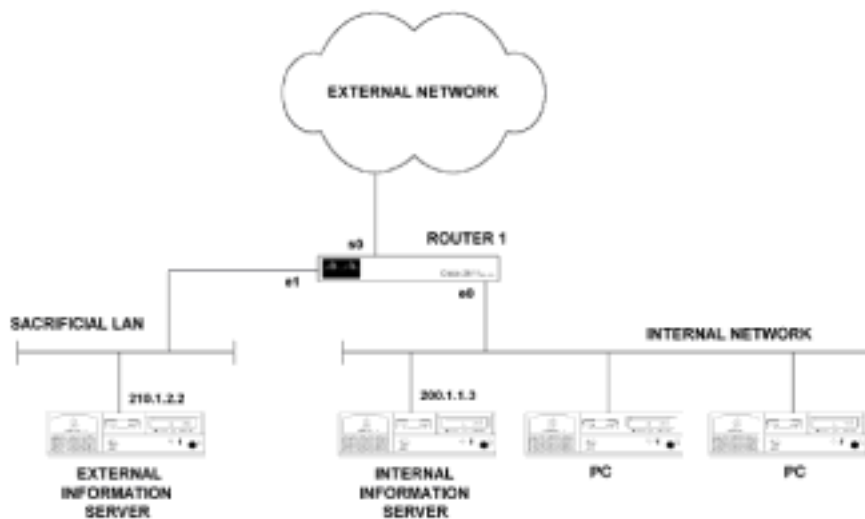 EXTERNAL NETWORK
s0
ROUTER 1
e1
e0
SACRIFICIAL LAN
INTERNAL NETWORK
210.1.2.2
200.1.1.3
EXTERNAL
INFORMATION
SERVER
INTERNAL
INFORMATION
SERVER
PC
PC